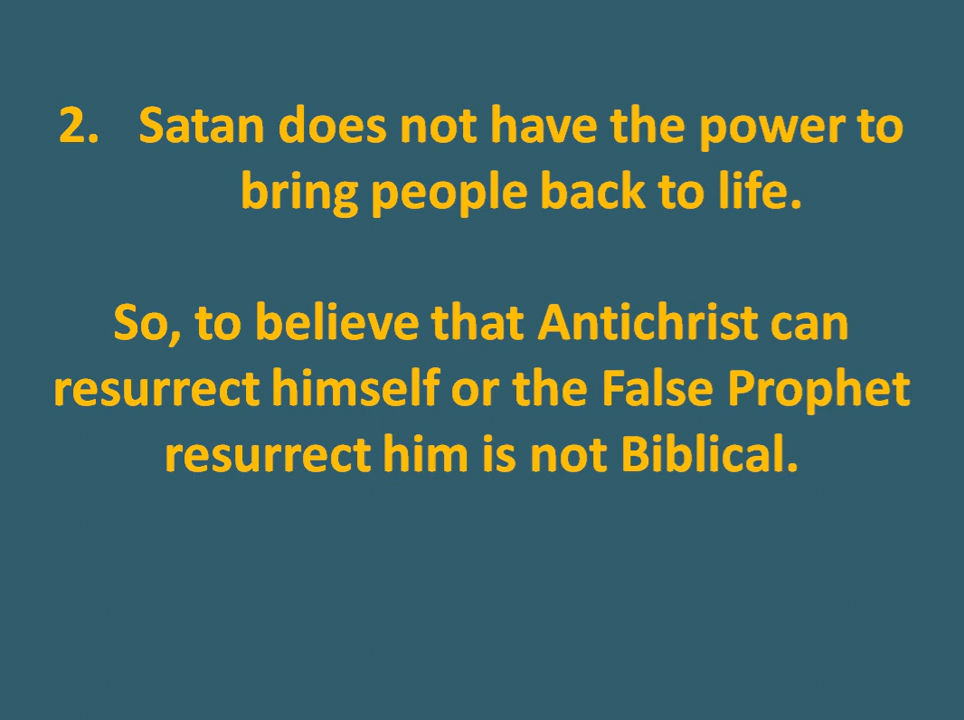 2. Satan does not have the power to
bring people back to life.
So, to believe that Antichrist can
resurrect himself or the False Prophet
resurrect him is not Biblical.